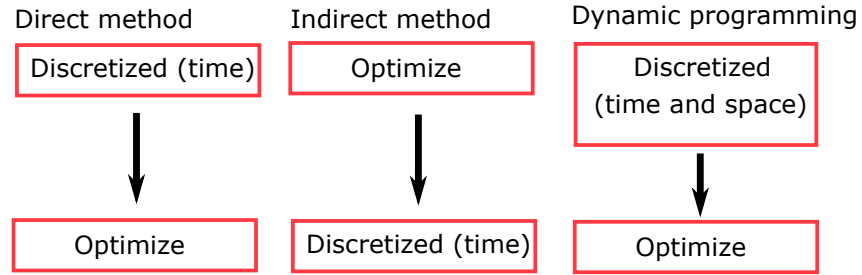 Direct method
Discretized (time)
Optimize
Indirect method
Optimize
Discretized (time)
Dynamic programming
Discretized
(time and space)
Optimize